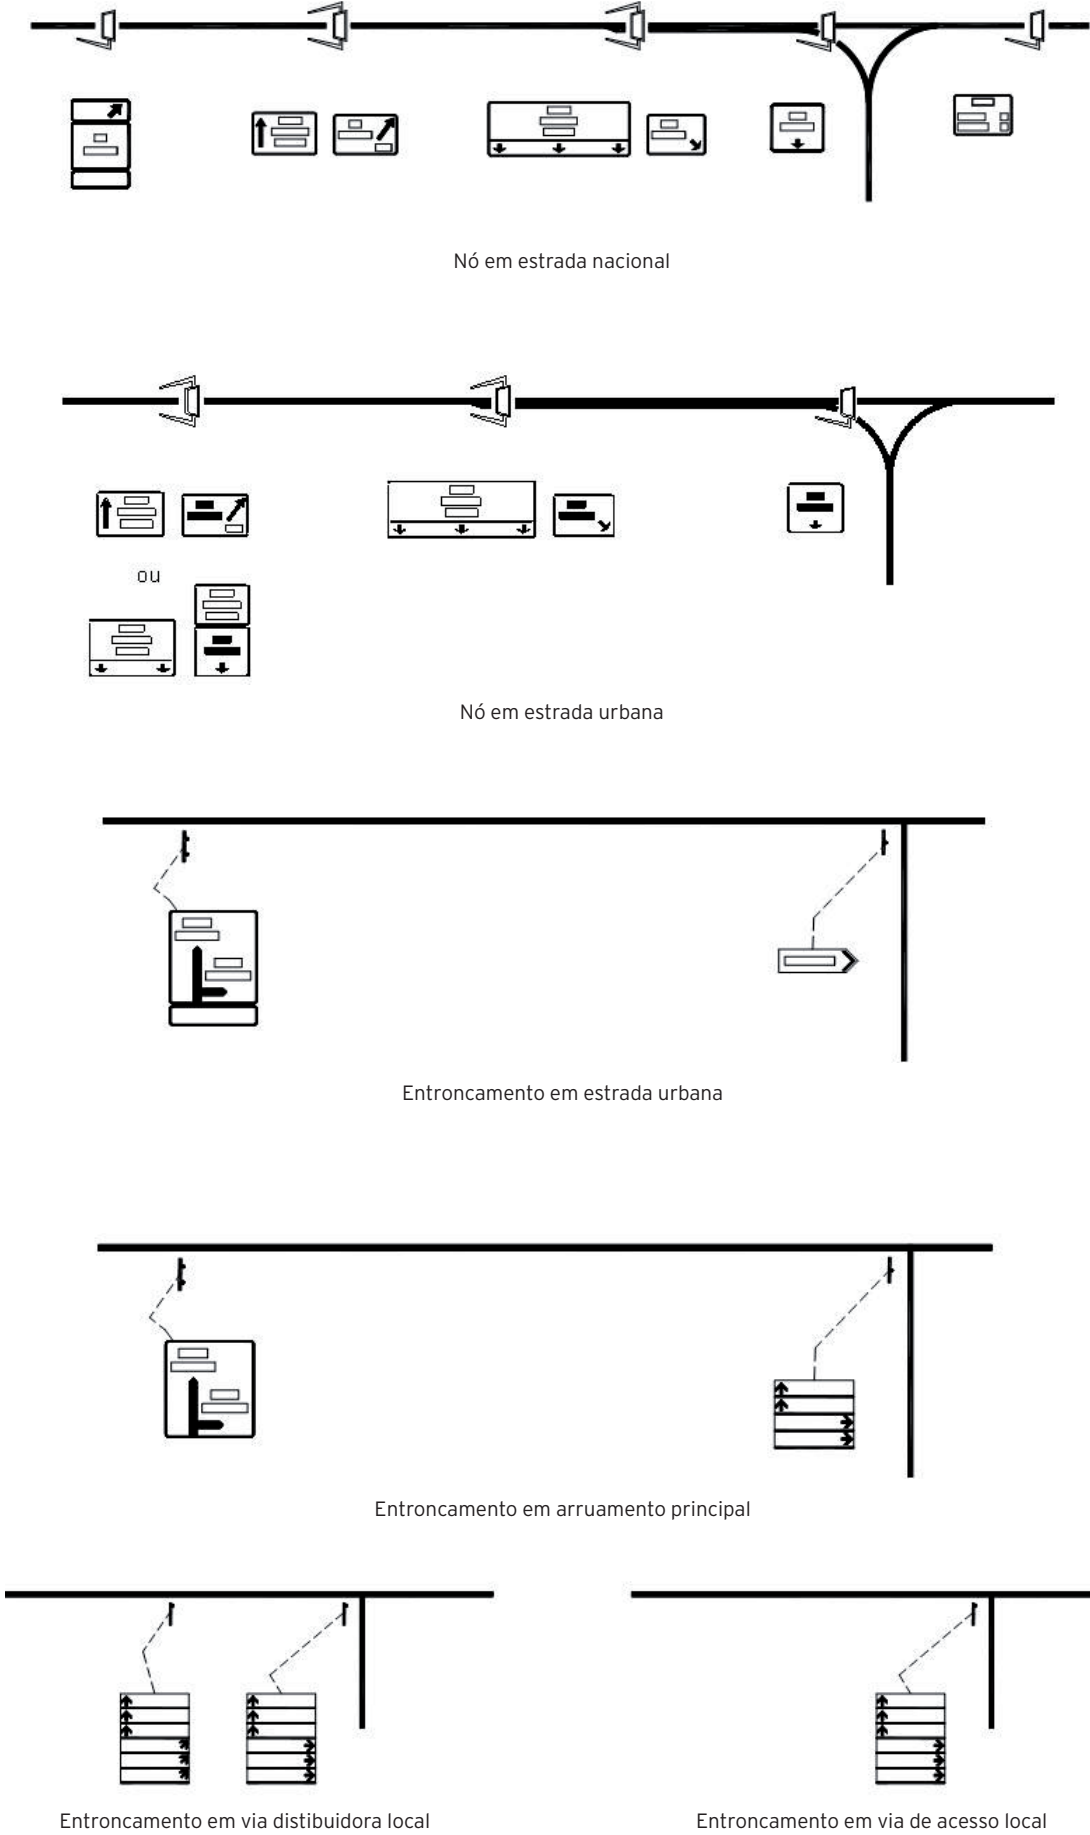 Nó em estrada nacional
ou
Nó em estrada urbana
Entroncamento em estrada urbana
Entroncamento em arruamento principal
Entroncamento em via distibuidora local
Entroncamento em via de acesso local